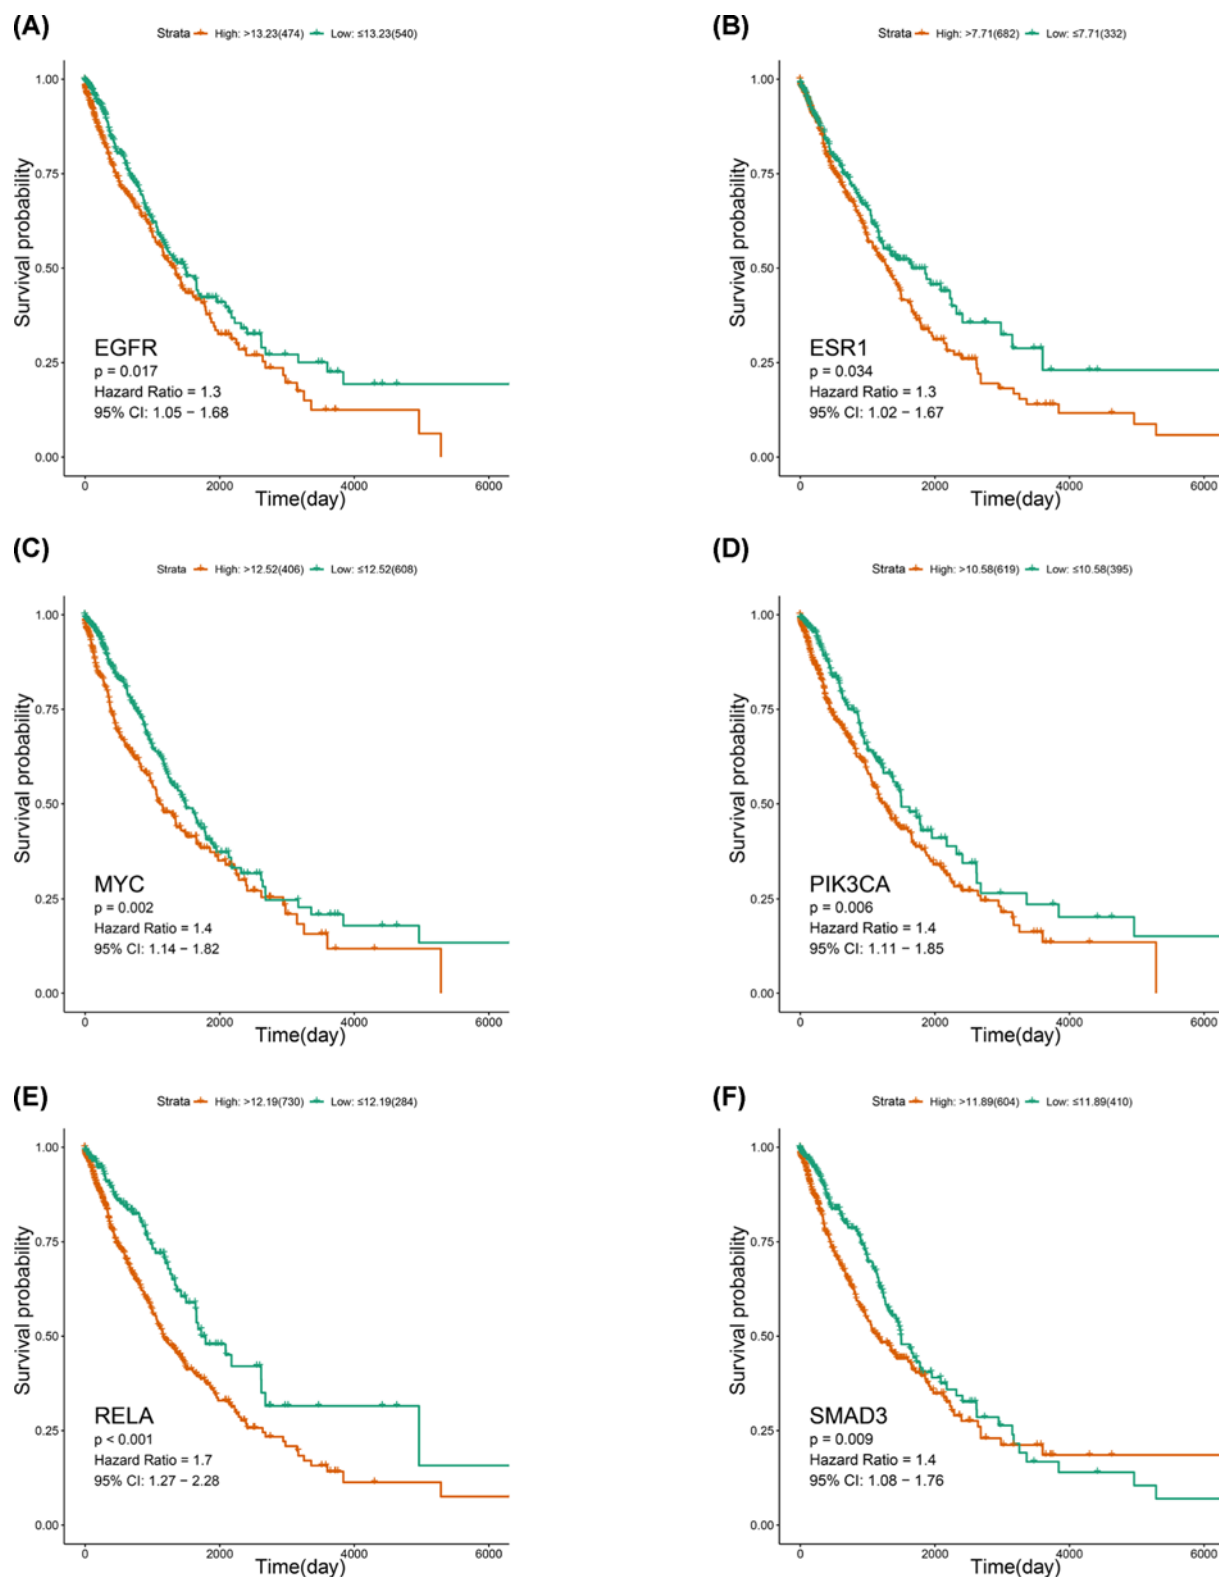 (A)
Strata High: >13.23(474) Low: ≤13.23(540)
Survival probability
1.00
0.75
0.50
0.25
0.00
EGFR
p = 0.017
Hazard Ratio = 1.3
95% CI: 1.05 − 1.68
0 2000 4000 6000
Time(day)
(B)
Strata High: >7.71(682) Low: ≤7.71(332)
Survival probability
1.00
0.75
0.50
0.25
0.00
ESR1
p = 0.034
Hazard Ratio = 1.3
95% CI: 1.02 − 1.67
0 2000 4000 6000
Time(day)
(C)
Strata High: >12.52(406) Low: ≤12.52(608)
Survival probability
1.00
0.75
0.50
0.25
0.00
MYC
p = 0.002
Hazard Ratio = 1.4
95% CI: 1.14 − 1.82
0 2000 4000 6000
Time(day)
(D)
Strata High: >10.58(619) Low: ≤10.58(395)
Survival probability
1.00
0.75
0.50
0.25
0.00
PIK3CA
p = 0.006
Hazard Ratio = 1.4
95% CI: 1.11 − 1.85
0 2000 4000 6000
Time(day)
(E)
Strata High: >12.19(730) Low: ≤12.19(284)
Survival probability
1.00
0.75
0.50
0.25
0.00
RELA
p < 0.001
Hazard Ratio = 1.7
95% CI: 1.27 − 2.28
0 2000 4000 6000
Time(day)
(F)
Strata High: >11.89(604) Low: ≤11.89(410)
Survival probability
1.00
0.75
0.50
0.25
0.00
SMAD3
p = 0.009
Hazard Ratio = 1.4
95% CI: 1.08 − 1.76
0 2000 4000 6000
Time(day)